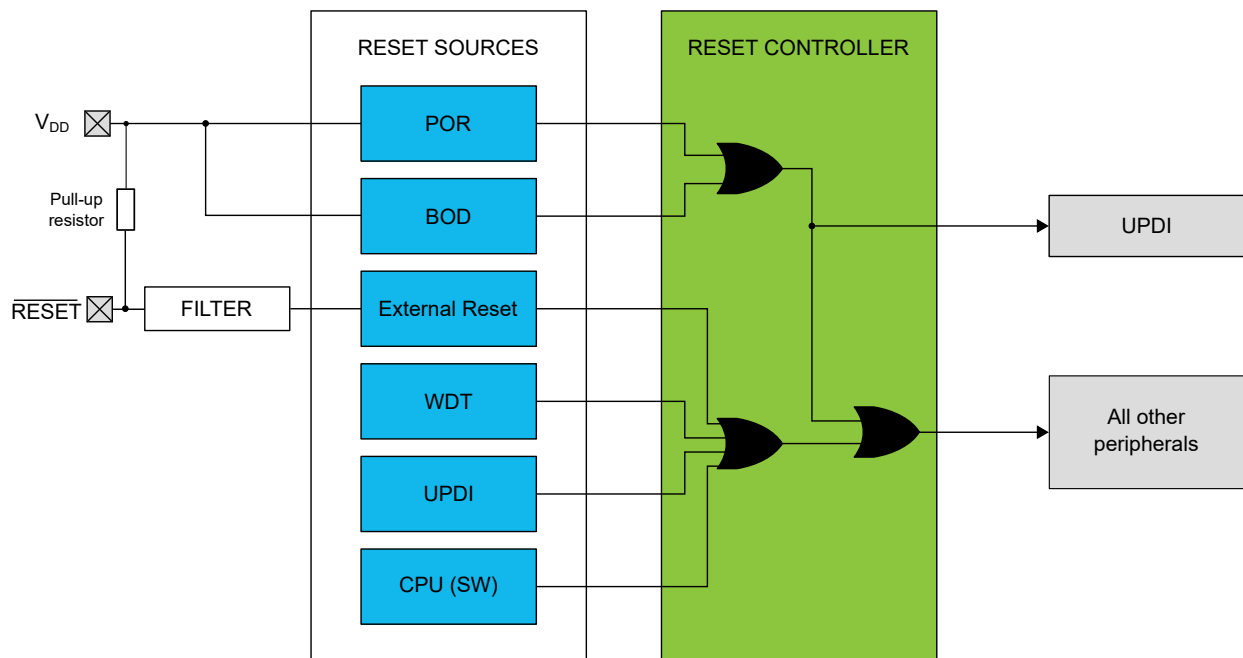 RESET SOURCES
RESET CONTROLLER
VDD
POR
Pull-up
resistor
BOD
UPDI
RESET
FILTER
External Reset
WDT
All other
peripherals
UPDI
CPU (SW)